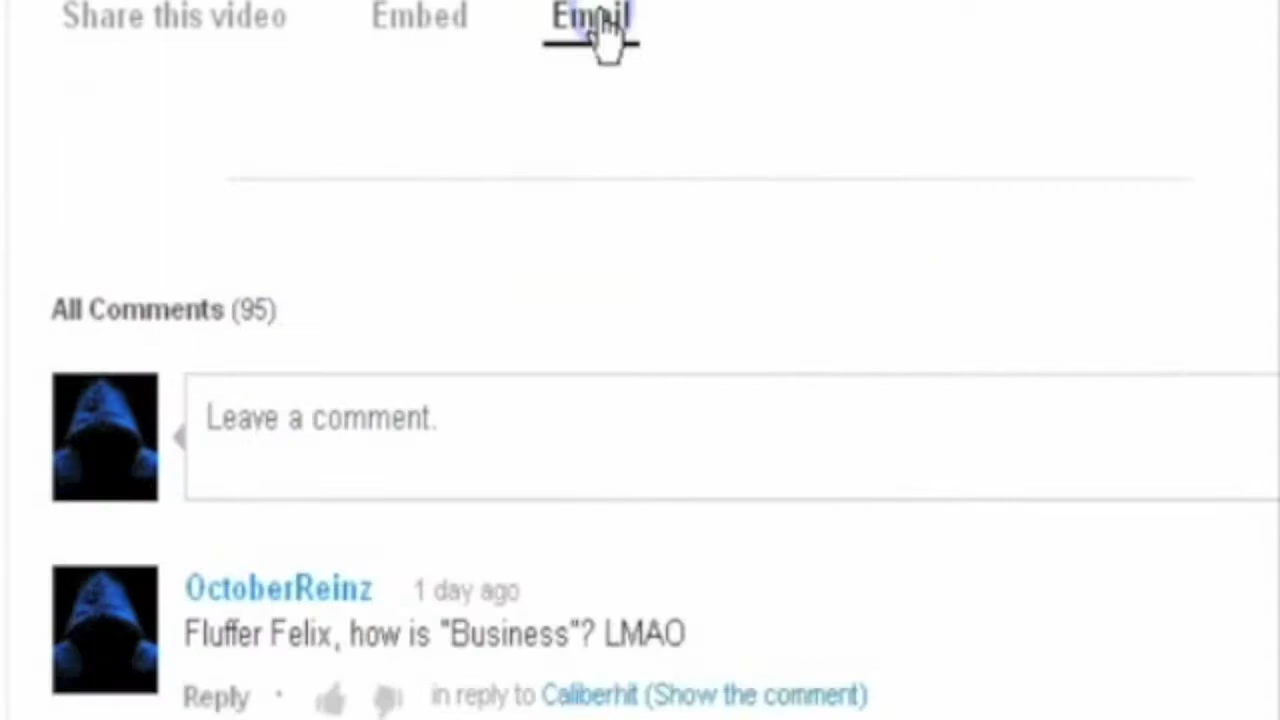 Share this video Embed Email
All Comments (95)
Leave a comment.
OctoberReinz 1 day ago
Fluffer Felix, how is "Business"? LMAO
Reply · in reply to Caliberhit (Show the comment)